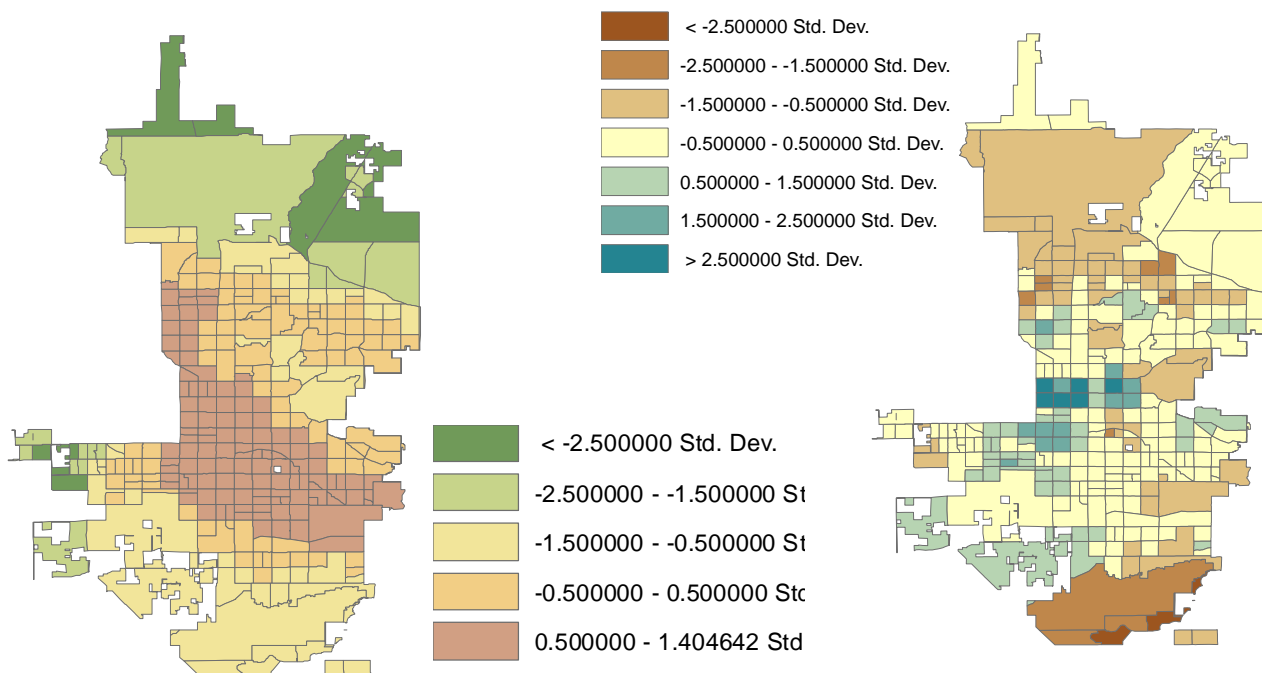 < -2.500000 Std. Dev.
-2.500000 - -1.500000 Std. Dev.
-1.500000 - -0.500000 Std. Dev.
-0.500000 - 0.500000 Std. Dev.
0.500000 - 1.500000 Std. Dev.
1.500000 - 2.500000 Std. Dev.
> 2.500000 Std. Dev.
< -2.500000 Std. Dev.
-2.500000 - -1.500000 St
-1.500000 - -0.500000 St
-0.500000 - 0.500000 Std
0.500000 - 1.404642 Std